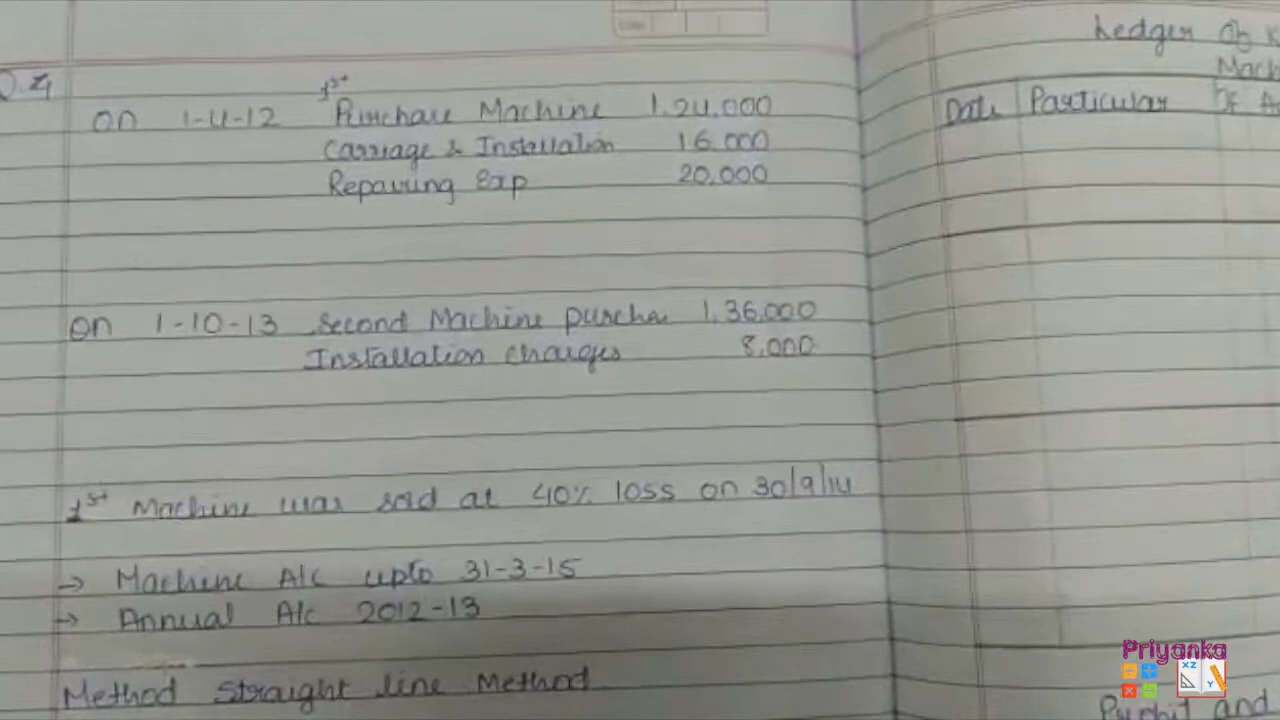 Q.4
1st
On 1-4-12 Purchase Machine 1,24,000
Carriage & Installation 16,000
Repairing Exp 20,000
On 1-10-13 Second Machine purcha 1,36,000
Installation charges 8,000
1st Machine was sold at 40% loss on 30/9/14
→ Machine A/c upto 31-3-15
→ Annual A/c 2012-13
Method Straight line Method
Ledger Of
Mach
Date Particular
and
Priyanka